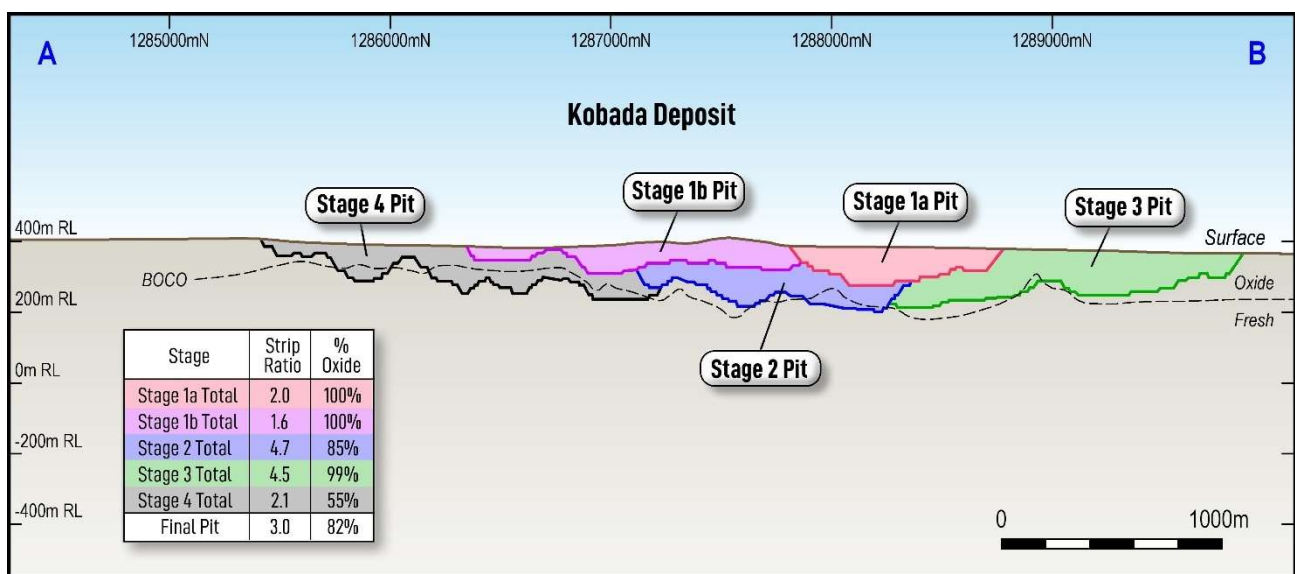 1285000mN 1286000mN 1287000mN 1288000mN 1289000mN
A B
Kobada Deposit
Stage 4 Pit Stage 1b Pit Stage 1a Pit Stage 3 Pit
400m RL Surface
BOCO Oxide
200m RL Fresh
Stage 2 Pit
0m RL
-200m RL
-400m RL
Stage Strip Ratio % Oxide
Stage 1a Total 2.0 100%
Stage 1b Total 1.6 100%
Stage 2 Total 4.7 85%
Stage 3 Total 4.5 99%
Stage 4 Total 2.1 55%
Final Pit 3.0 82%
0 1000m